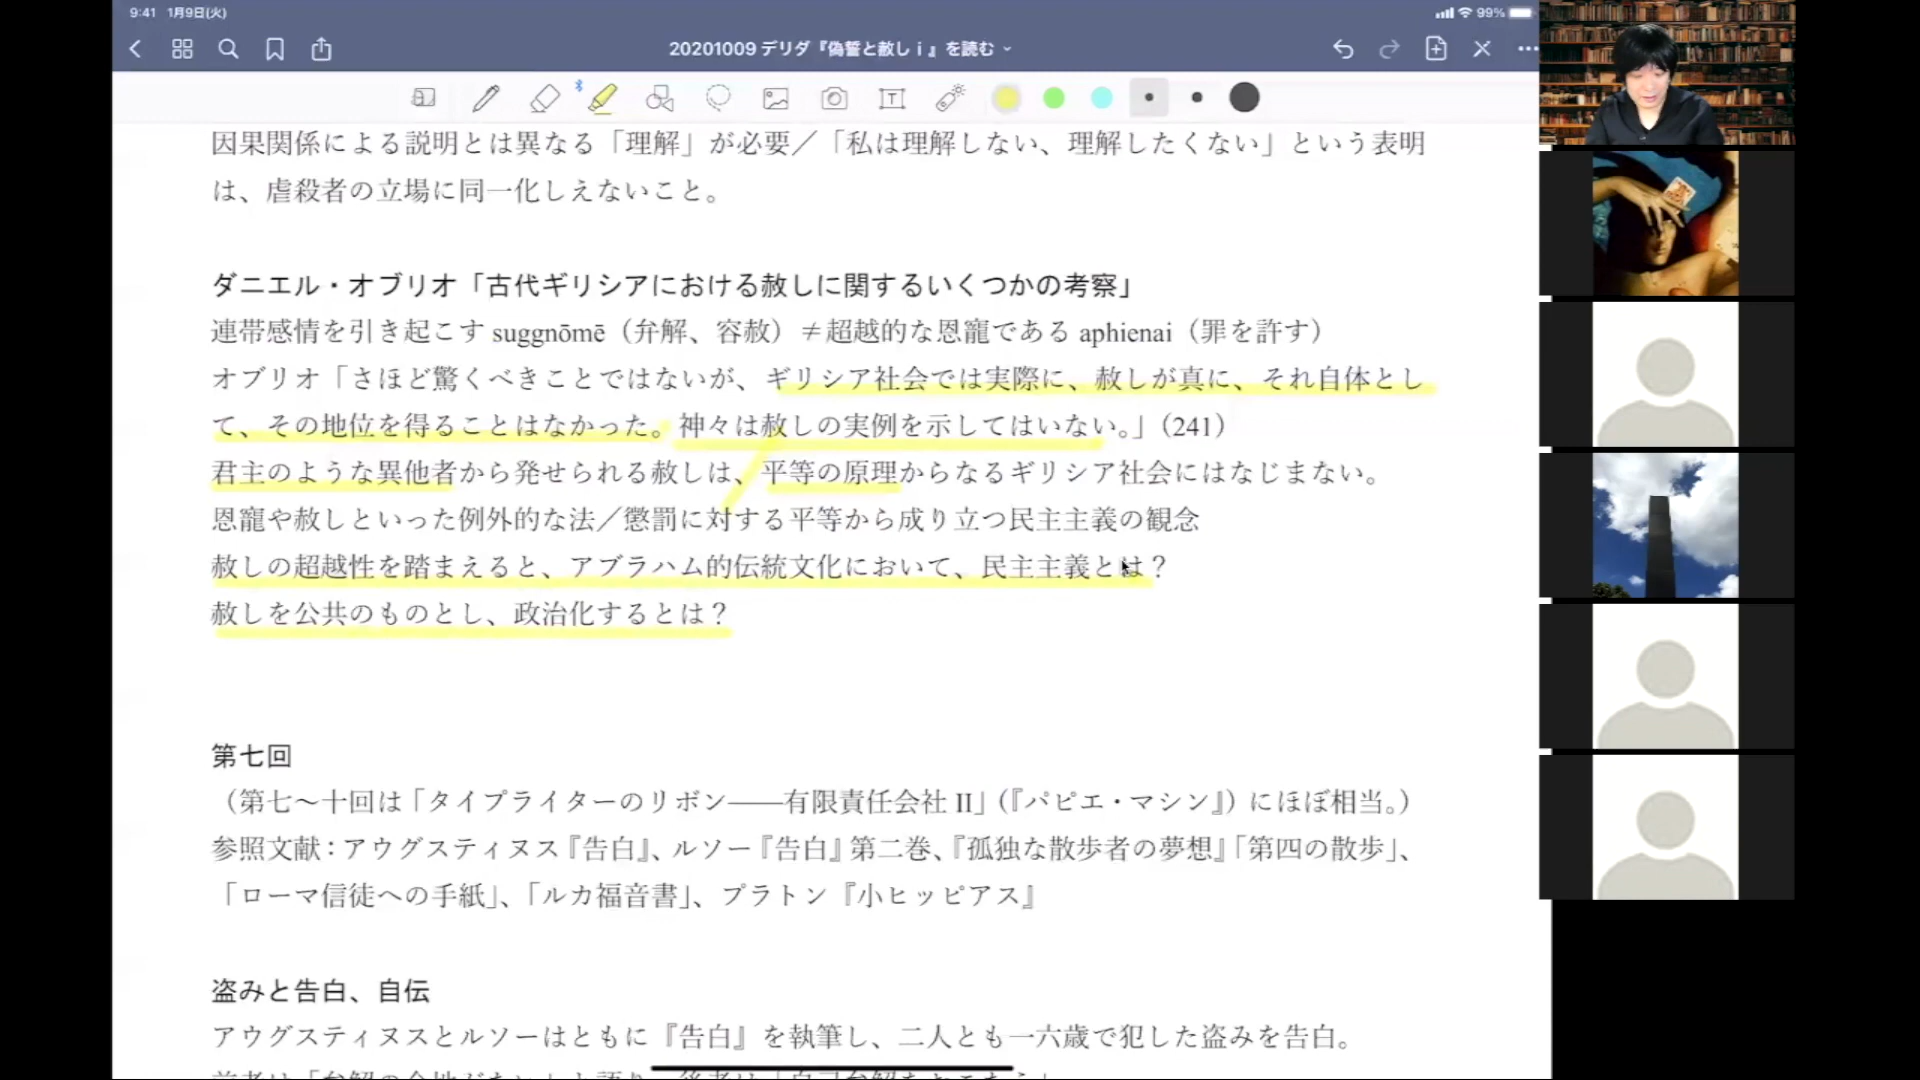 9:41 1月9日(火)
99%
20201009 デリダ『偽誓と赦しⅰ』を読む
因果関係による説明とは異なる「理解」が必要／「私は理解しない、理解したくない」という表明
は、虐殺者の立場に同一化しえないこと。
ダニエル・オブリオ「古代ギリシアにおける赦しに関するいくつかの考察」
連帯感情を引き起こす suggnōmē（弁解、容赦）≠超越的な恩寵である aphienai（罪を許す）
オブリオ「さほど驚くべきことではないが、ギリシア社会では実際に、赦しが真に、それ自体とし
て、その地位を得ることはなかった。神々は赦しの実例を示してはいない。」（241）
君主のような異他者から発せられる赦しは、平等の原理からなるギリシア社会にはなじまない。
恩寵や赦しといった例外的な法／懲罰に対する平等から成り立つ民主主義の観念
赦しの超越性を踏まえると、アブラハム的伝統文化において、民主主義とは？
赦しを公共のものとし、政治化するとは？
第七回
（第七〜十回は「タイプライターのリボン——有限責任会社 II」（『パピエ・マシン』）にほぼ相当。）
参照文献：アウグスティヌス『告白』、ルソー『告白』第二巻、『孤独な散歩者の夢想』「第四の散歩」、
「ローマ信徒への手紙」、「ルカ福音書」、プラトン『小ヒッピアス』
盗みと告白、自伝
アウグスティヌスとルソーはともに『告白』を執筆し、二人とも一六歳で犯した盗みを告白。